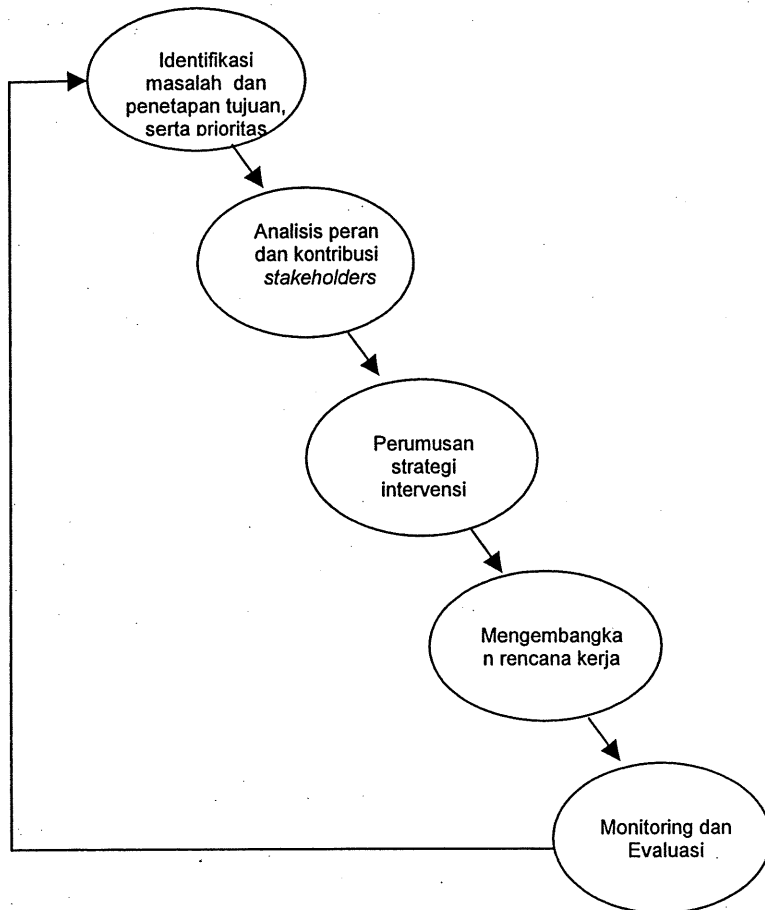 Identifikasi
masalah dan
penetapan tujuan,
serta prioritas
Analisis peran
dan kontribusi
stakeholders
Perumusan
strategi
intervensi
Mengembangka
n rencana kerja
Monitoring dan
Evaluasi